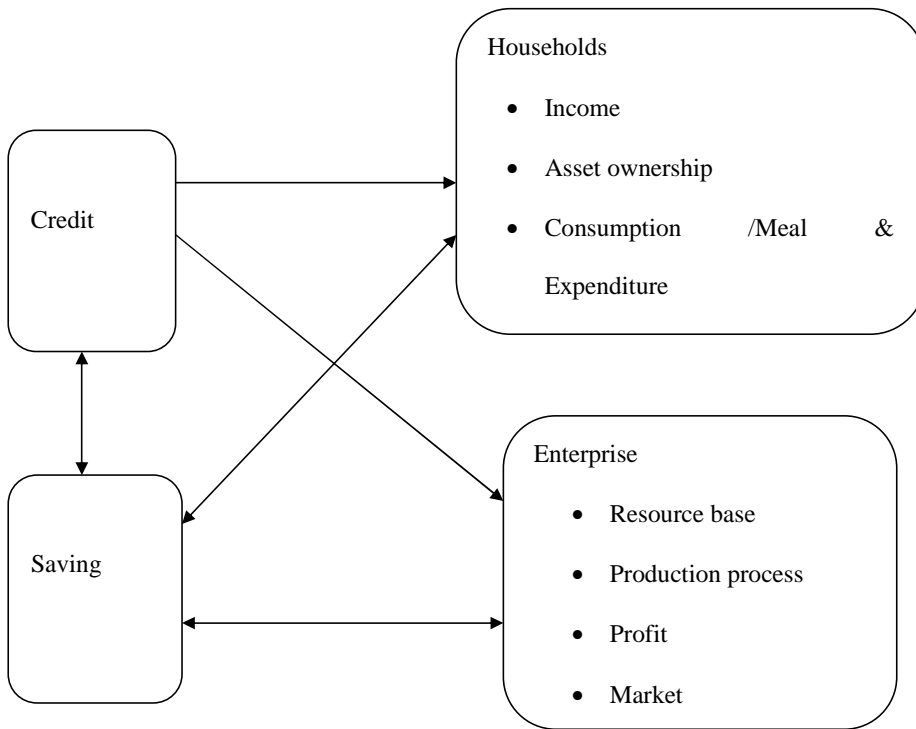 Households
• Income
• Asset ownership
• Consumption /Meal &
Expenditure
Credit
Saving
Enterprise
• Resource base
• Production process
• Profit
• Market